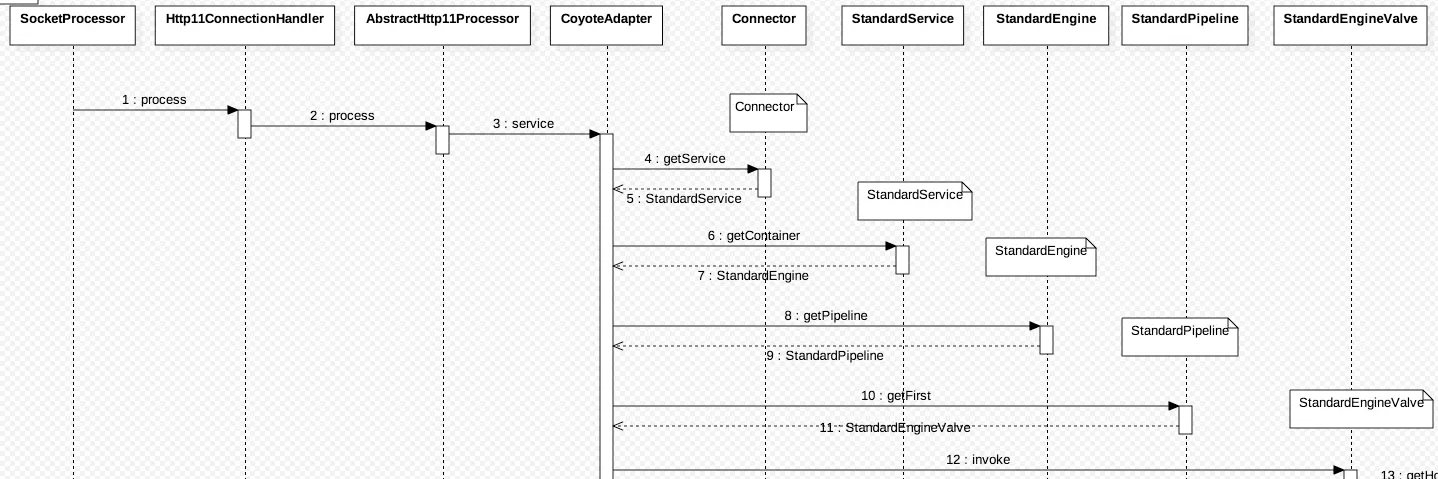 SocketProcessor
Http11ConnectionHandler
AbstractHttp11Processor
CoyoteAdapter
Connector
StandardService
StandardEngine
StandardPipeline
StandardEngineValve
1 : process
2 : process
3 : service
Connector
4 : getService
5 : StandardService
StandardService
6 : getContainer
7 : StandardEngine
StandardEngine
8 : getPipeline
9 : StandardPipeline
StandardPipeline
10 : getFirst
11 : StandardEngineValve
StandardEngineValve
12 : invoke
13 :